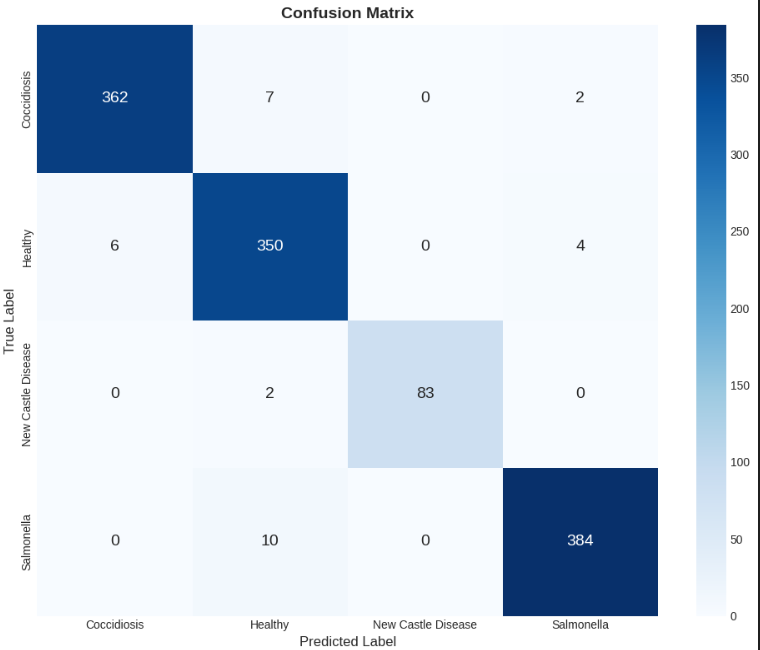 Confusion Matrix
Coccidiosis 362 7 0 2
Healthy 6 350 0 4
New Castle Disease 0 2 83 0
Salmonella 0 10 0 384
True Label
Coccidiosis Healthy New Castle Disease Salmonella
Predicted Label
350
300
250
200
150
100
50
0